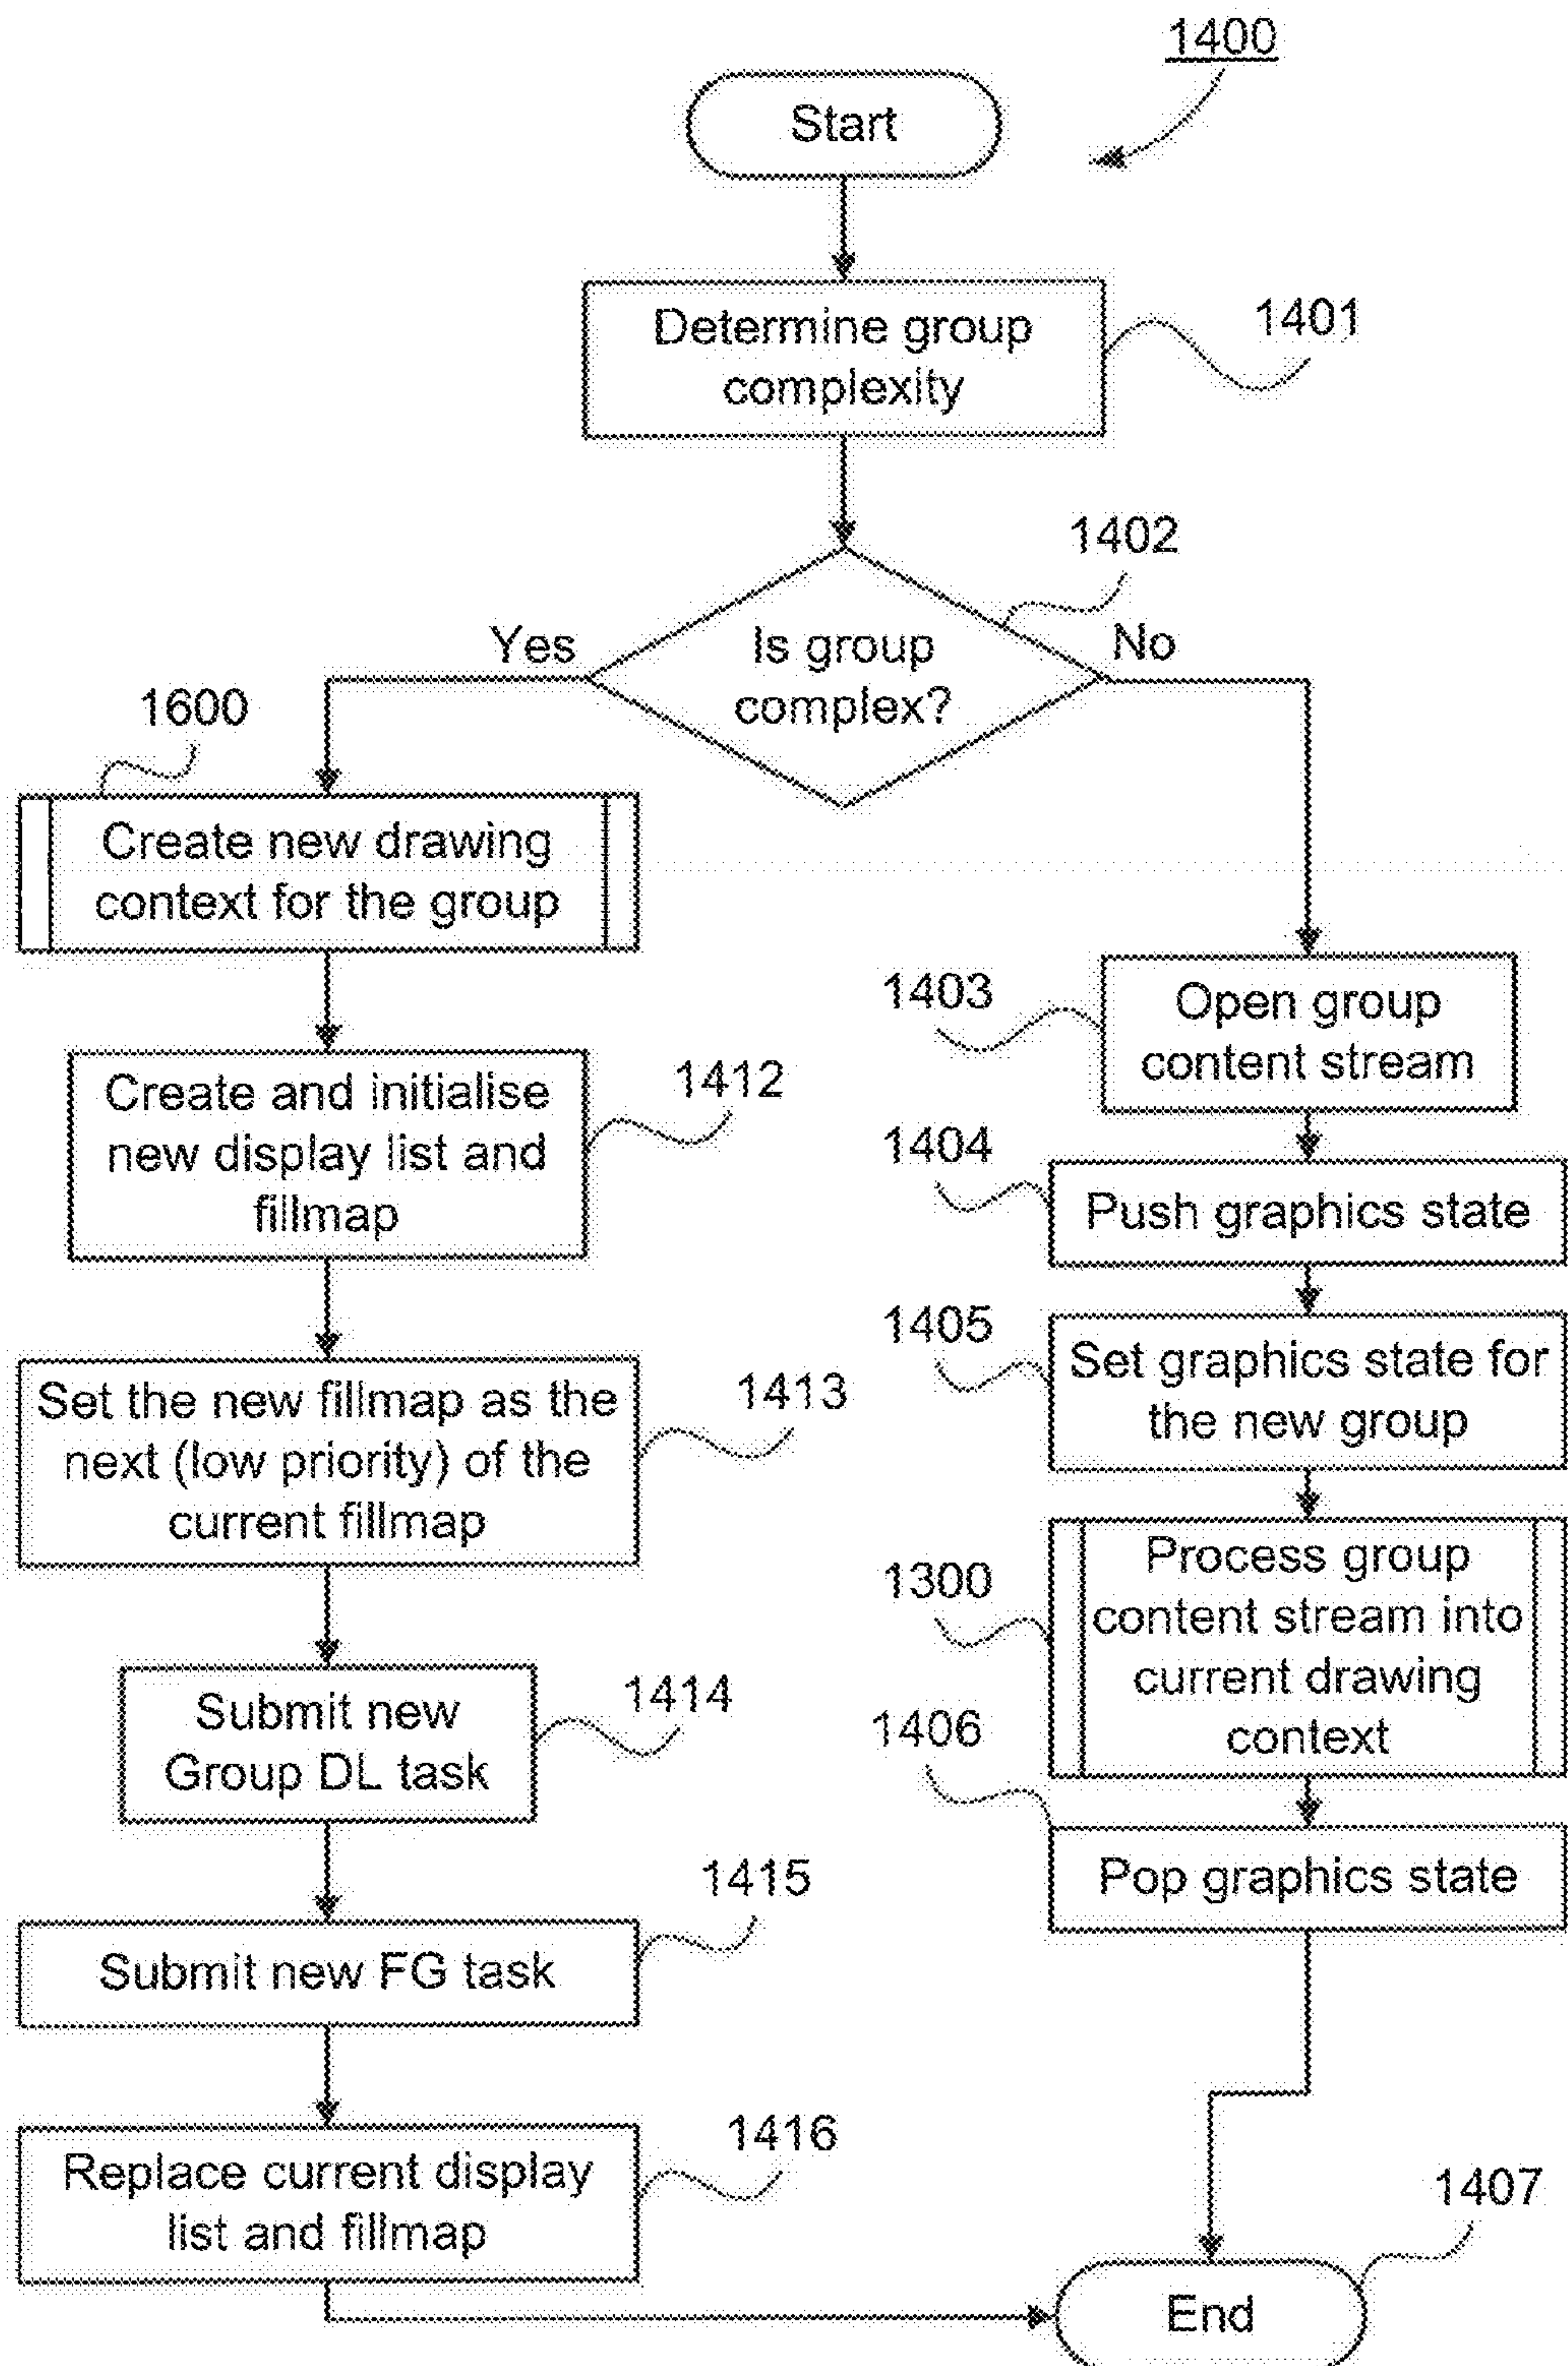 1400
Start
Determine group
complexity
1401
1402
Is group
complex?
Yes
No
1600
Create new drawing
context for the group
Create and initialise
new display list and
fillmap
1412
Set the new fillmap as the
next (low priority) of the
current fillmap
1413
Submit new
Group DL task
1414
Submit new FG task
1415
Replace current display
list and fillmap
1416
1403
Open group
content stream
1404
Push graphics state
1405
Set graphics state for
the new group
1300
Process group
content stream into
current drawing
context
1406
Pop graphics state
1407
End